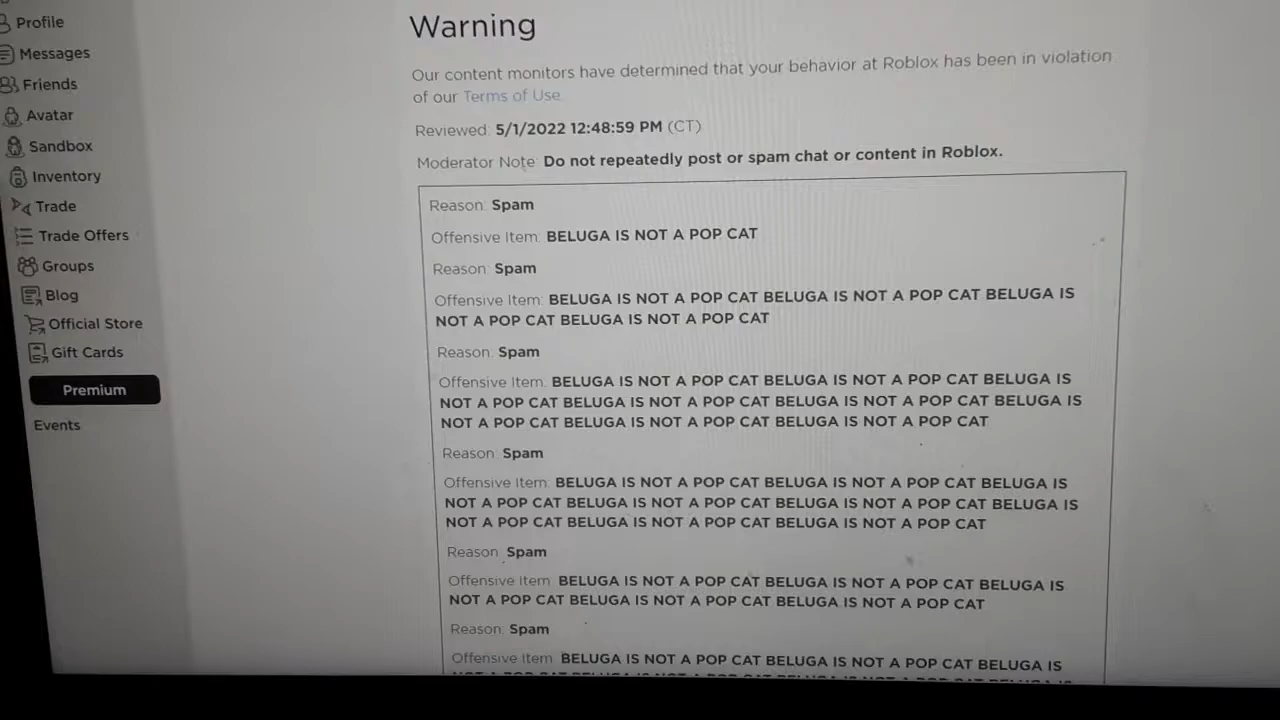 Profile
Messages
Friends
Avatar
Sandbox
Inventory
Trade
Trade Offers
Groups
Blog
Official Store
Gift Cards
Premium
Events
Warning
Our content monitors have determined that your behavior at Roblox has been in violation
of our Terms of Use.
Reviewed: 5/1/2022 12:48:59 PM (CT)
Moderator Note: Do not repeatedly post or spam chat or content in Roblox.
Reason: Spam
Offensive Item: BELUGA IS NOT A POP CAT
Reason: Spam
Offensive Item: BELUGA IS NOT A POP CAT BELUGA IS NOT A POP CAT BELUGA IS
NOT A POP CAT BELUGA IS NOT A POP CAT
Reason: Spam
Offensive Item: BELUGA IS NOT A POP CAT BELUGA IS NOT A POP CAT BELUGA IS
NOT A POP CAT BELUGA IS NOT A POP CAT BELUGA IS NOT A POP CAT BELUGA IS
NOT A POP CAT BELUGA IS NOT A POP CAT BELUGA IS NOT A POP CAT
Reason: Spam
Offensive Item: BELUGA IS NOT A POP CAT BELUGA IS NOT A POP CAT BELUGA IS
NOT A POP CAT BELUGA IS NOT A POP CAT BELUGA IS NOT A POP CAT BELUGA IS
NOT A POP CAT BELUGA IS NOT A POP CAT BELUGA IS NOT A POP CAT
Reason: Spam
Offensive Item: BELUGA IS NOT A POP CAT BELUGA IS NOT A POP CAT BELUGA IS
NOT A POP CAT BELUGA IS NOT A POP CAT BELUGA IS NOT A POP CAT
Reason: Spam
Offensive Item: BELUGA IS NOT A POP CAT BELUGA IS NOT A POP CAT BELUGA IS